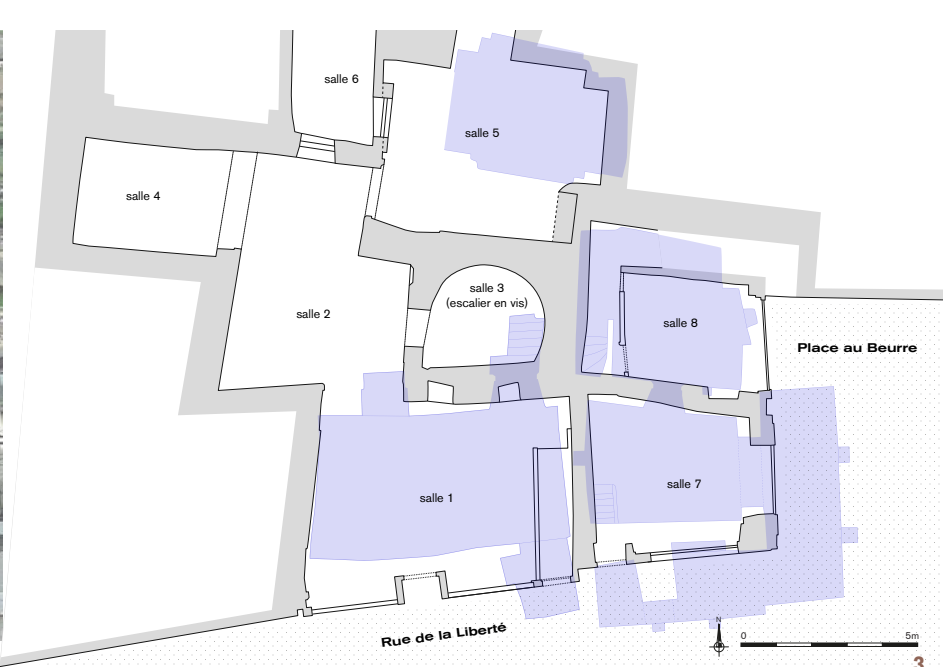 salle 6
salle 5
salle 4
salle 3
(escalier en vis)
salle 2
salle 8
Place au Beurre
salle 1
salle 7
Rue de la Liberté
N
0
5m
3